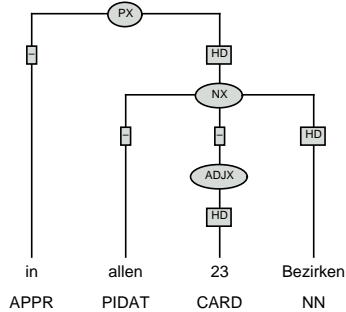 PX
– HD
NX
– – HD
ADJX
HD
in allen 23 Bezirken
APPR PIDAT CARD NN